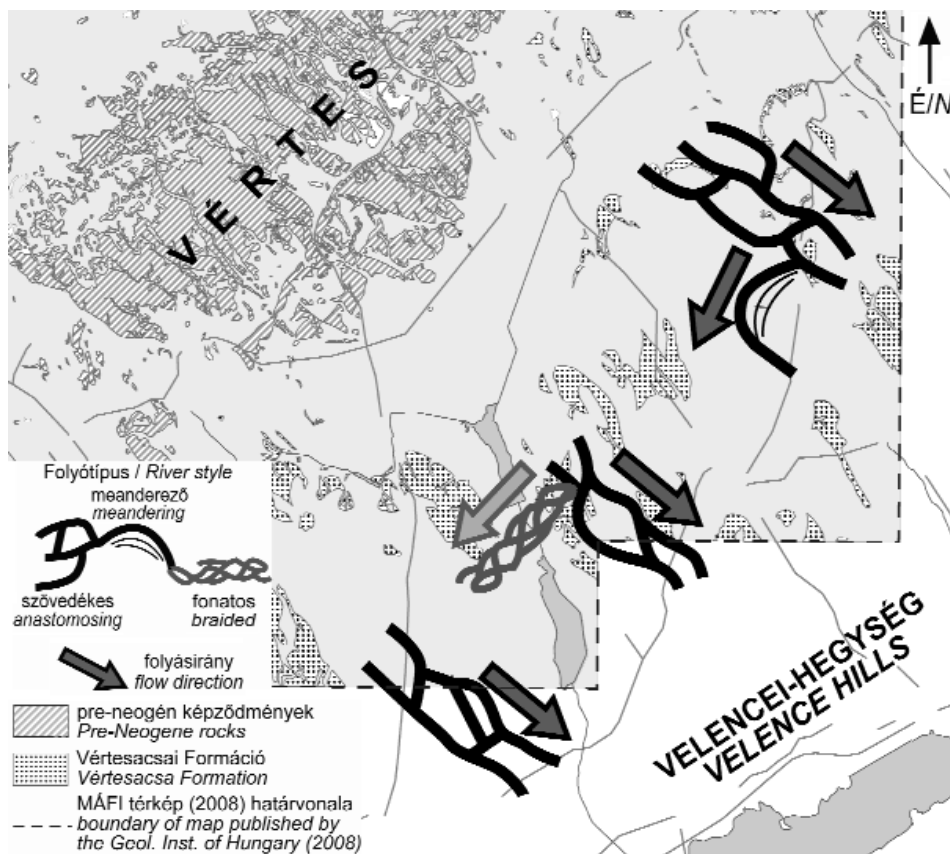 VÉRTES
É/N
Folyótípus / River style
meanderező
meandering
szövedékes
anastomosing
fonatos
braided
folyásirány
flow direction
pre-neogén képződmények
Pre-Neogene rocks
Vértesacsai Formáció
Vértesacsa Formation
MÁFI térkép (2008) határvonala
boundary of map published by
the Geol. Inst. of Hungary (2008)
VELENCEI-HEGYSÉG
VELENCE HILLS